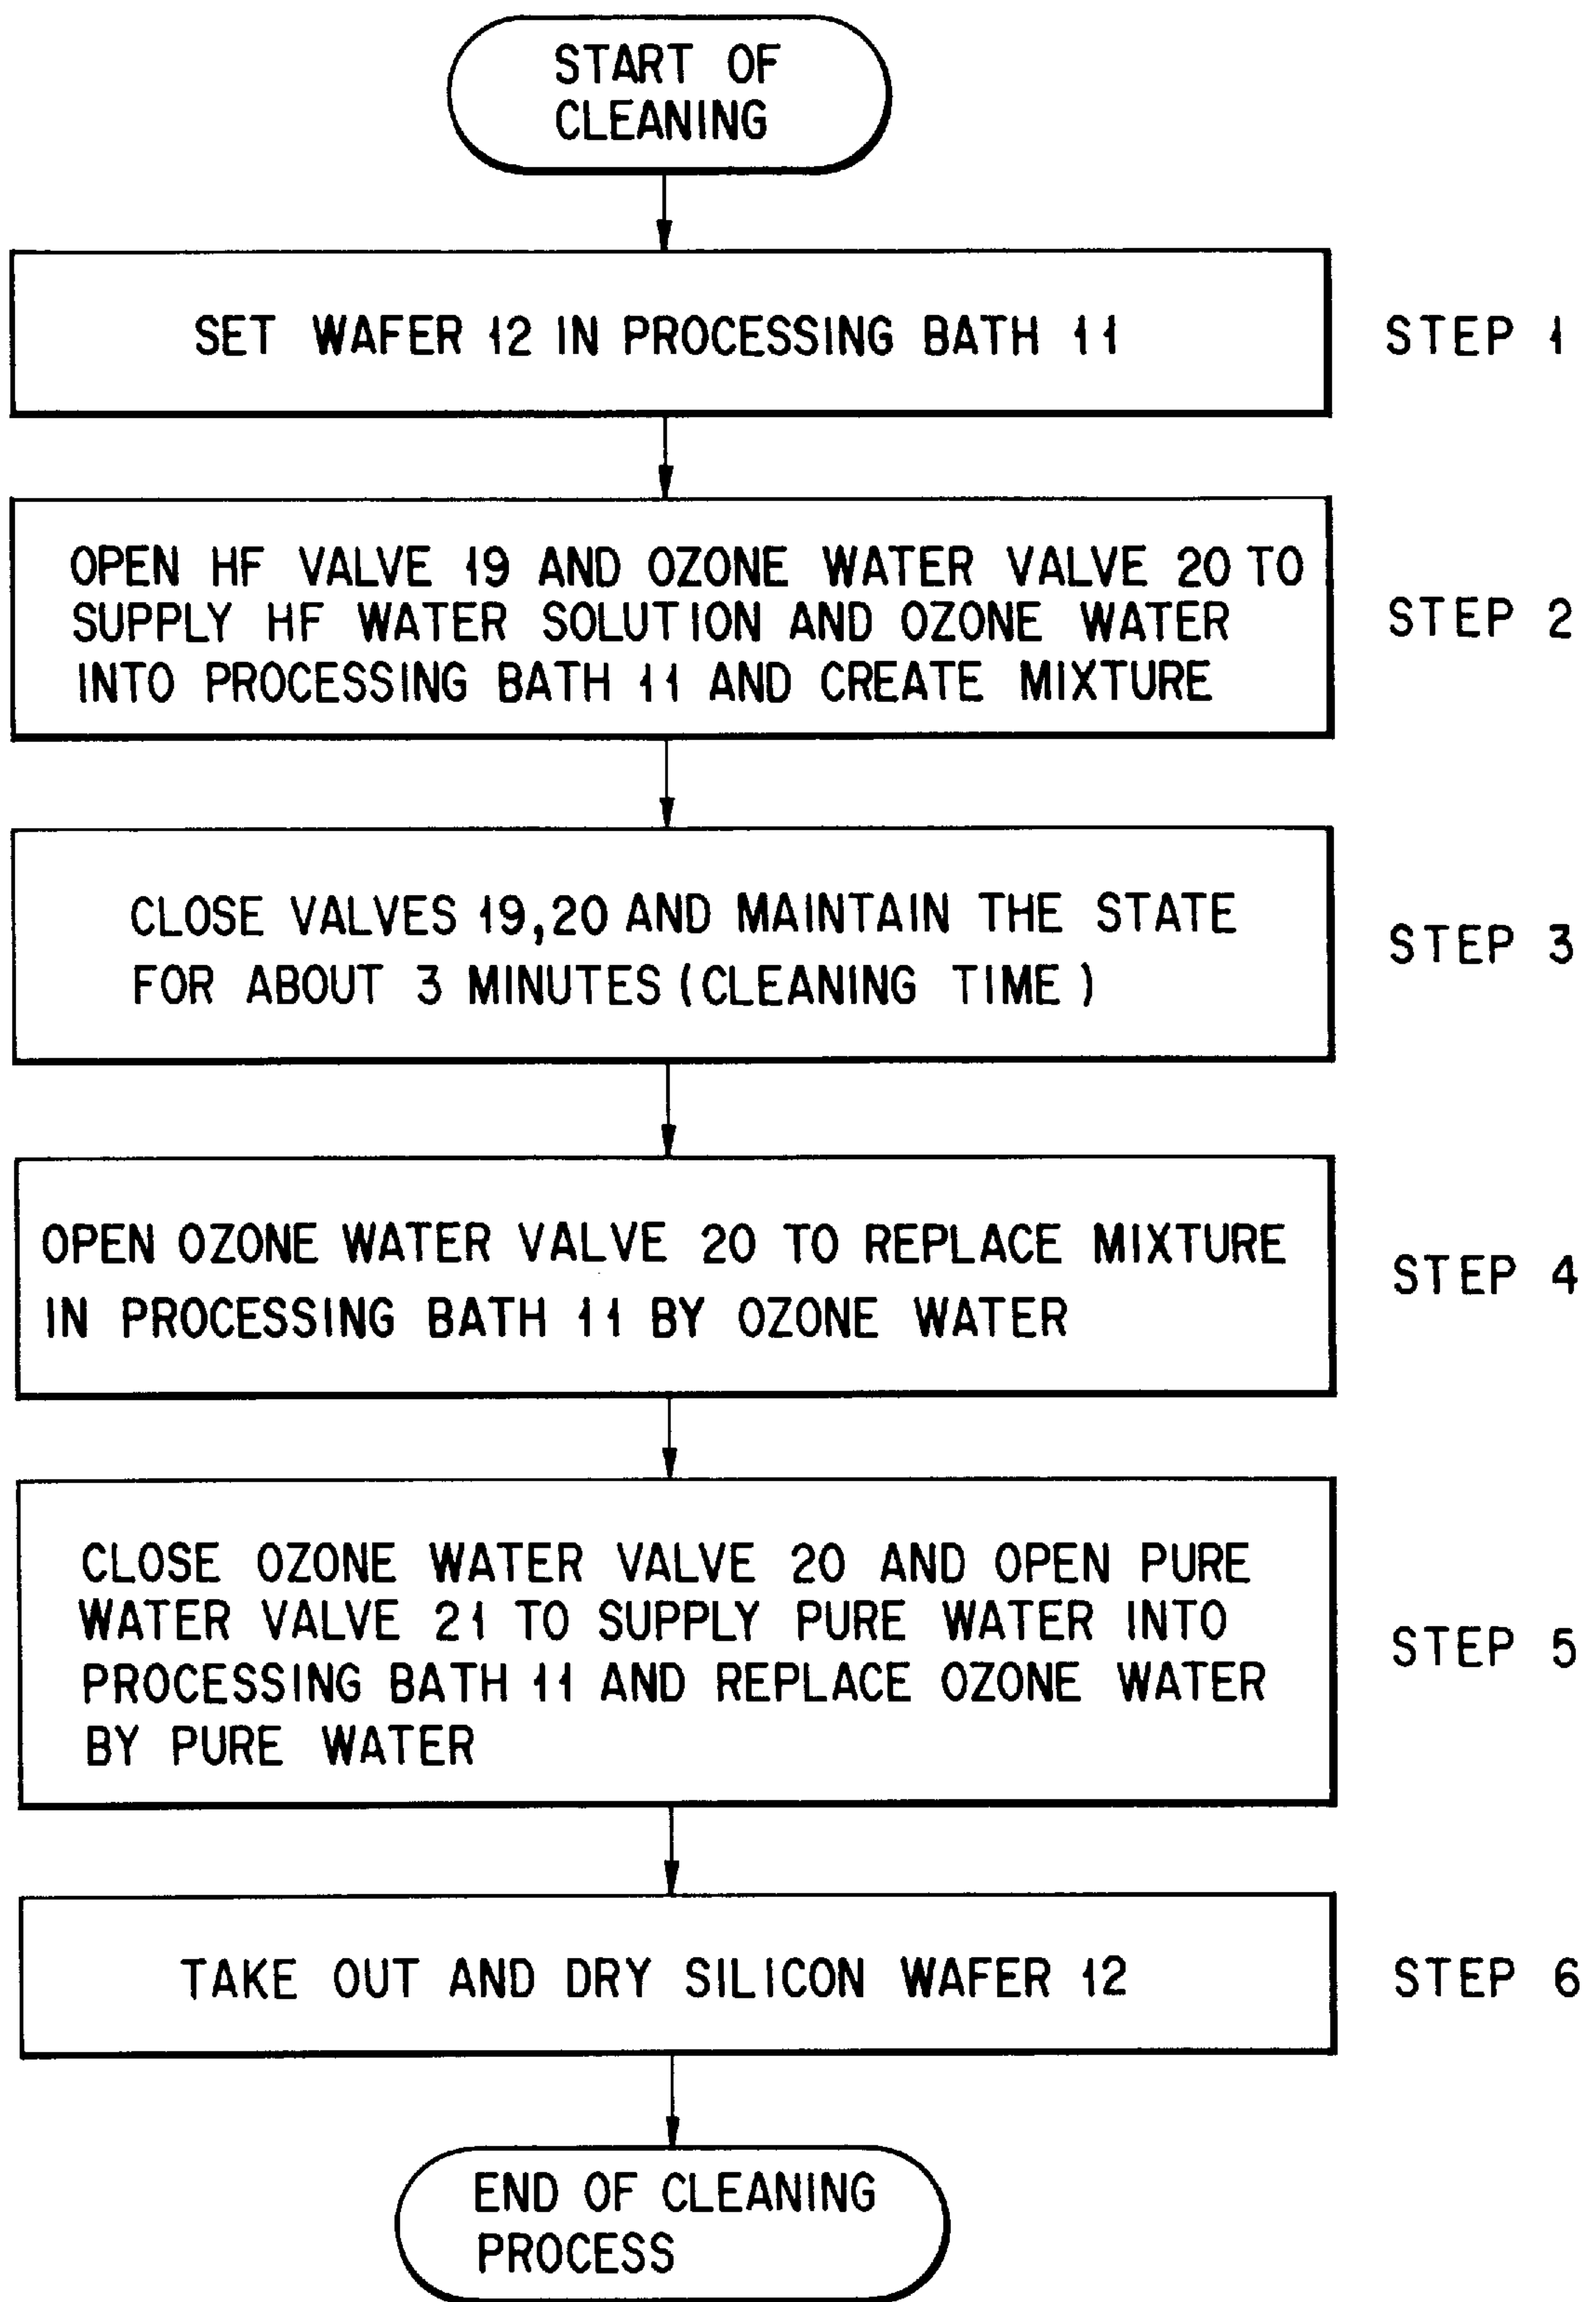 START OF
CLEANING
SET WAFER 12 IN PROCESSING BATH 11
STEP 1
OPEN HF VALVE 19 AND OZONE WATER VALVE 20 TO
SUPPLY HF WATER SOLUTION AND OZONE WATER
INTO PROCESSING BATH 11 AND CREATE MIXTURE
STEP 2
CLOSE VALVES 19,20 AND MAINTAIN THE STATE
FOR ABOUT 3 MINUTES (CLEANING TIME)
STEP 3
OPEN OZONE WATER VALVE 20 TO REPLACE MIXTURE
IN PROCESSING BATH 11 BY OZONE WATER
STEP 4
CLOSE OZONE WATER VALVE 20 AND OPEN PURE
WATER VALVE 21 TO SUPPLY PURE WATER INTO
PROCESSING BATH 11 AND REPLACE OZONE WATER
BY PURE WATER
STEP 5
TAKE OUT AND DRY SILICON WAFER 12
STEP 6
END OF CLEANING
PROCESS